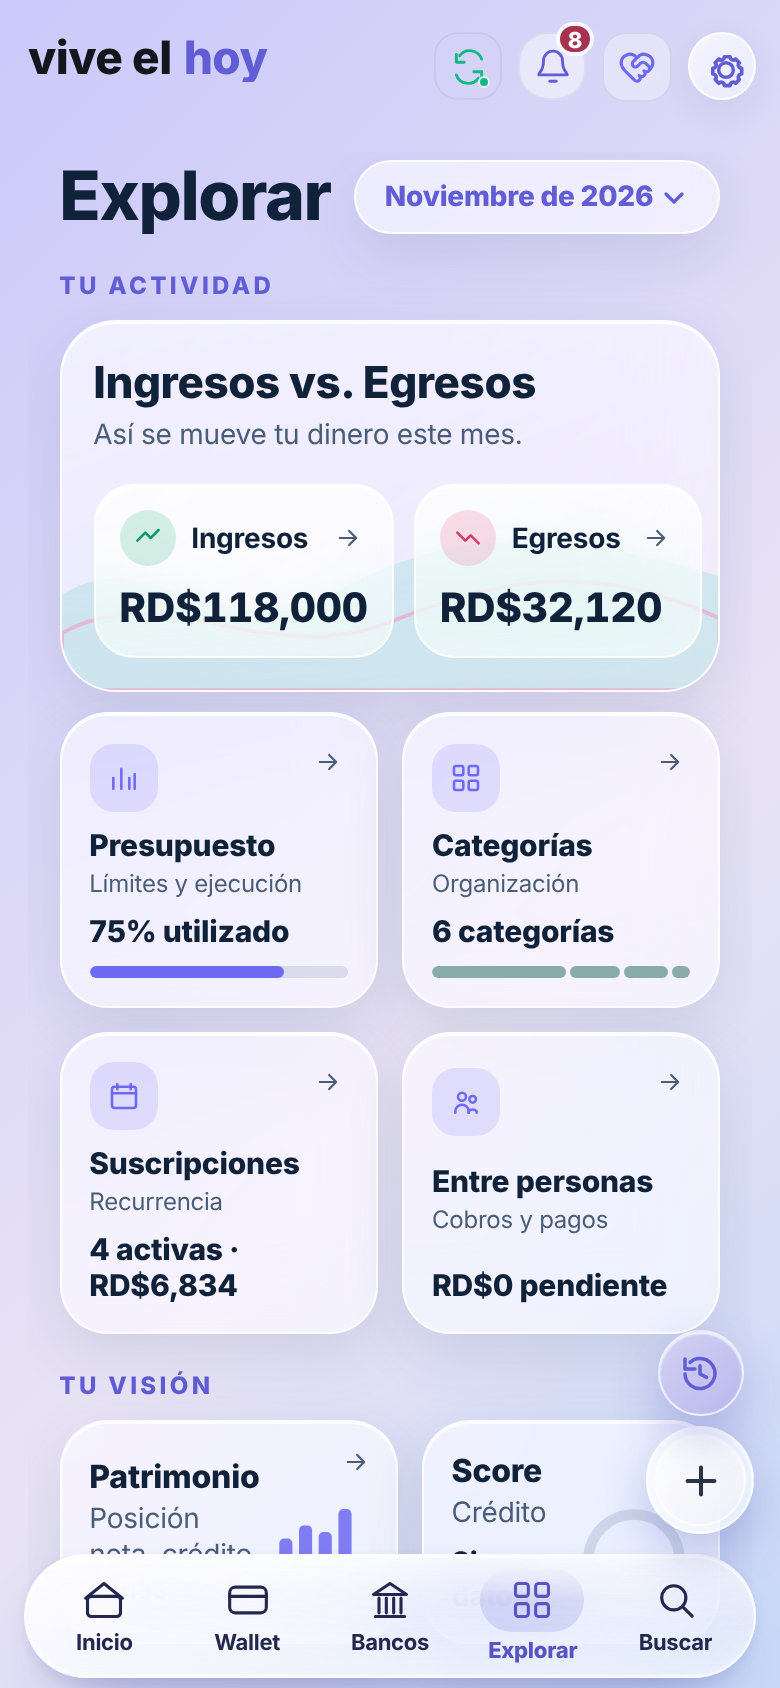 vive el hoy
8
Explorar
Noviembre de 2026
TU ACTIVIDAD
Ingresos vs. Egresos
Así se mueve tu dinero este mes.
Ingresos
RD$118,000
Egresos
RD$32,120
Presupuesto
Límites y ejecución
75% utilizado
Categorías
Organización
6 categorías
Suscripciones
Recurrencia
4 activas ·
RD$6,834
Entre personas
Cobros y pagos
RD$0 pendiente
TU VISIÓN
Patrimonio
Posición
neta, crédito
Score
Crédito
Inicio
Wallet
Bancos
Explorar
Buscar